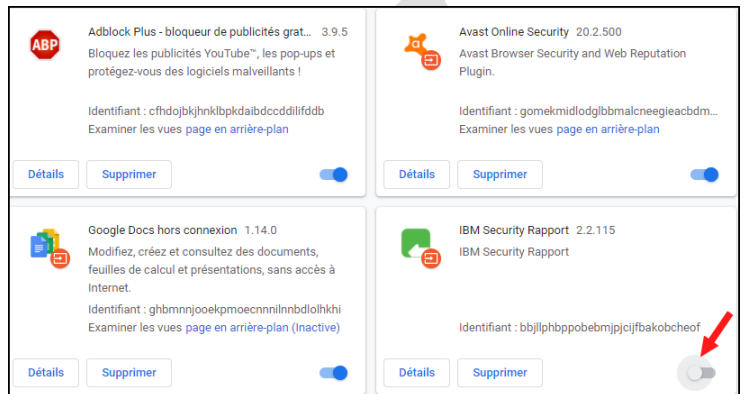 ABP
Adblock Plus - bloqueur de publicités grat... 3.9.5
Bloquez les publicités YouTube™, les pop-ups et
protégez-vous des logiciels malveillants !
Identifiant : cfhdojbkjhnklbpkdaibdccddilifddb
Examiner les vues page en arrière-plan
Détails
Supprimer
Avast Online Security 20.2.500
Avast Browser Security and Web Reputation
Plugin.
Identifiant : gomekmidlodglbbmalcneegieacbdm...
Examiner les vues page en arrière-plan
Détails
Supprimer
Google Docs hors connexion 1.14.0
Modifiez, créez et consultez des documents,
feuilles de calcul et présentations, sans accès à
Internet.
Identifiant : ghbmnnjooekpmoecnnnilnnbdlolhkhi
Examiner les vues page en arrière-plan (Inactive)
Détails
Supprimer
IBM Security Rapport 2.2.115
IBM Security Rapport
Identifiant : bbjllphbppobebmjpjcijfbakobcheof
Détails
Supprimer